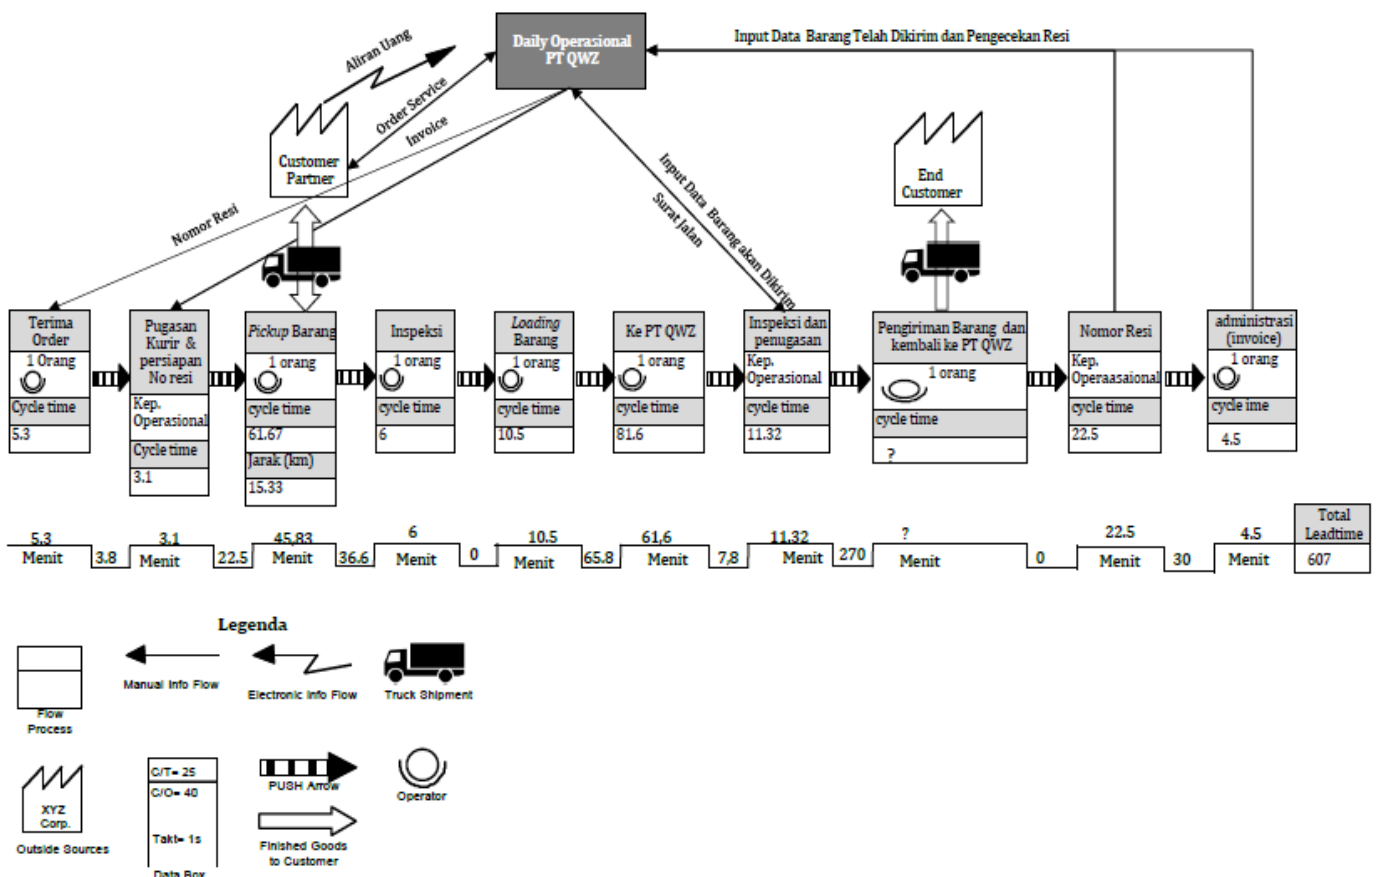 Daily Operasional
PT QWZ
Input Data Barang Telah Dikirim dan Pengecekan Resi
Aliran Uang
Order Service
Invoice
Customer
Partner
Nomor Resi
Input Data Barang akan Dikirim
Surat Jalan
End
Customer
Terima
Order
1 Orang
Cycle time
5.3
Pugasan
Kurir &
persiapan
No resi
Kep.
Operasional
Cycle time
3.1
Pickup Barang
1 orang
cycle time
61.67
Jarak (km)
15.33
Inspeksi
1 orang
cycle time
6
Loading
Barang
1 orang
cycle time
10.5
Ke PT QWZ
1 orang
cycle time
81.6
Inspeksi dan
penugasan
Kep.
Operasional
cycle time
11.32
Pengiriman Barang dan
kembali ke PT QWZ
1 orang
cycle time
?
Nomor Resi
Kep.
Operaasaional
cycle time
22.5
administrasi
(invoice)
1 orang
cycle ime
4.5
5.3
Menit
3.8
3.1
Menit
22.5
45,83
Menit
36.6
6
Menit
0
10.5
Menit
65.8
61,6
Menit
7,8
11.32
Menit
270
?
Menit
0
22.5
Menit
30
4.5
Menit
Total
Leadtime
607
Legenda
Flow
Process
Manual Info Flow
Electronic Info Flow
Truck Shipment
XYZ
Corp.
Outside Sources
C/T= 25
C/O= 40
Takt= 1s
Data Box
PUSH Arrow
Finished Goods
to Customer
Operator